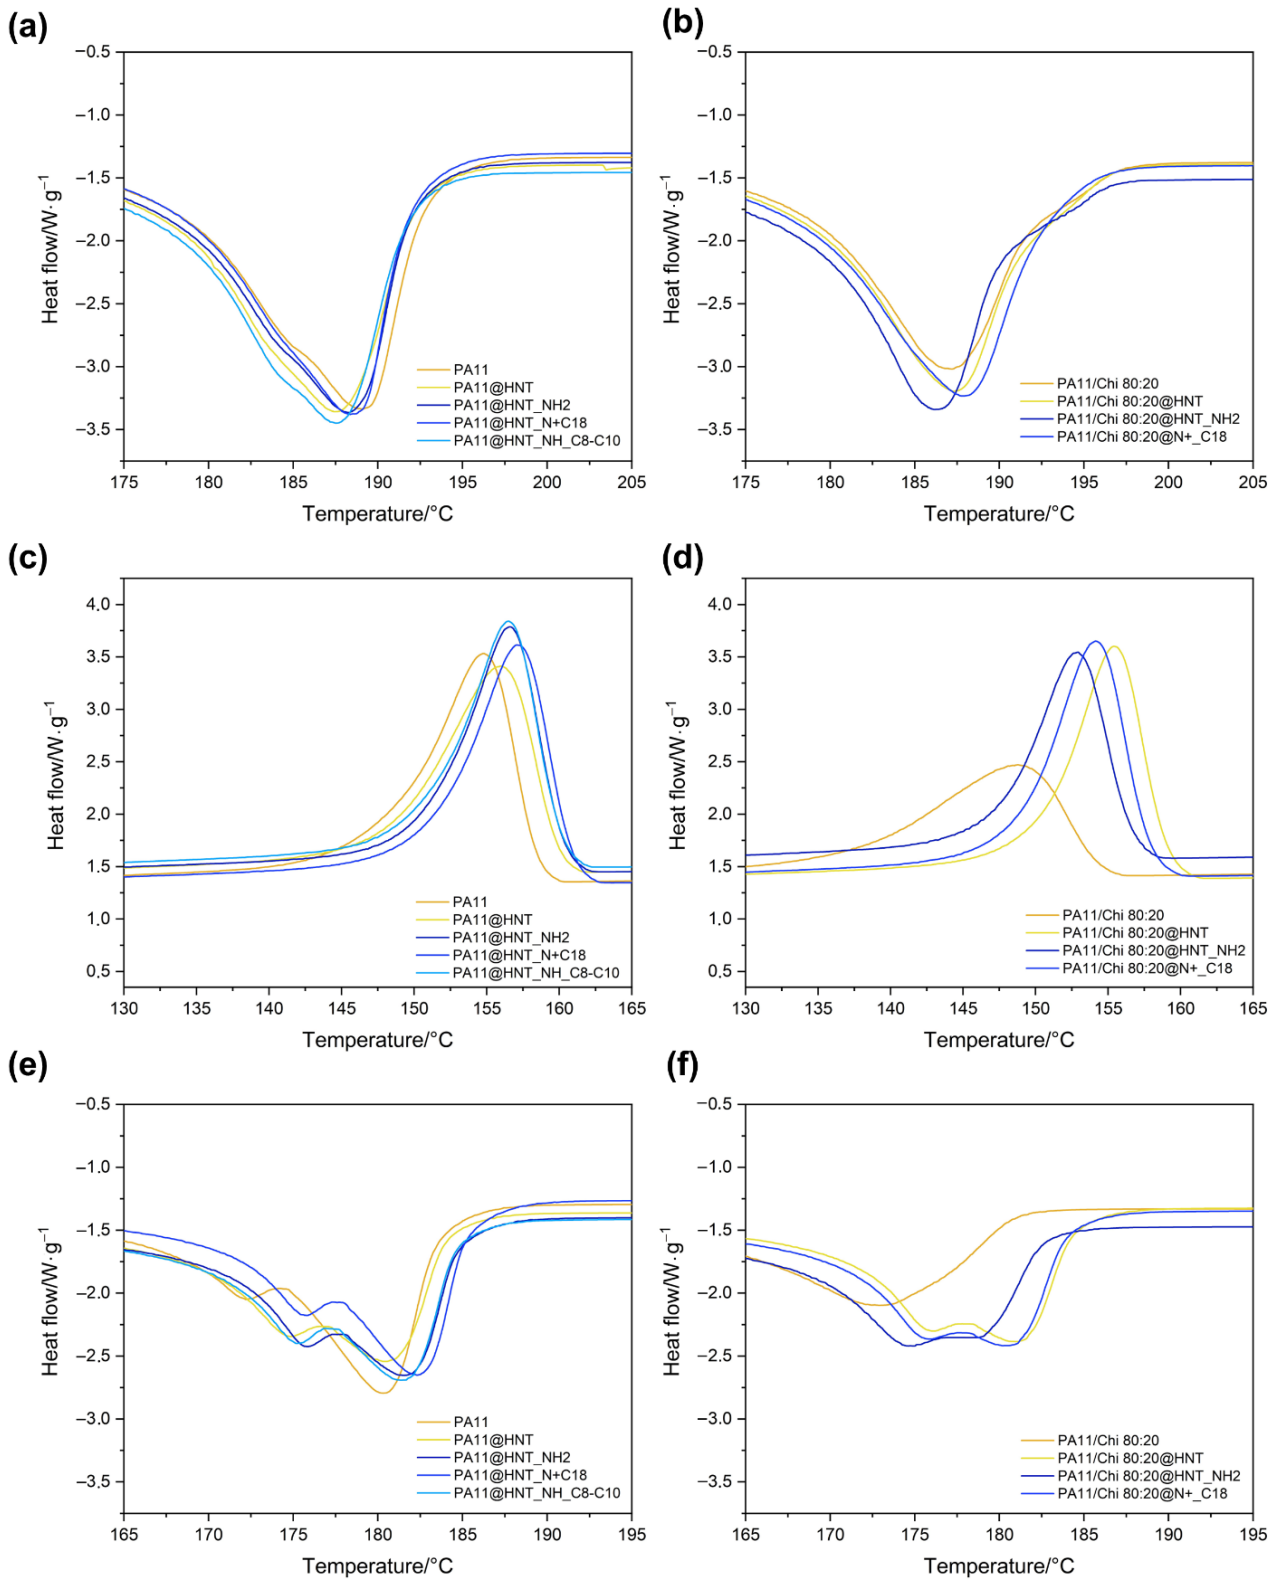 (a)
−0.5
−1.0
−1.5
−2.0
−2.5
−3.0
−3.5
Heat flow/W·g⁻¹
PA11
PA11@HNT
PA11@HNT_NH2
PA11@HNT_N+C18
PA11@HNT_NH_C8-C10
175 180 185 190 195 200 205
Temperature/°C
(b)
−0.5
−1.0
−1.5
−2.0
−2.5
−3.0
−3.5
Heat flow/W·g⁻¹
PA11/Chi 80:20
PA11/Chi 80:20@HNT
PA11/Chi 80:20@HNT_NH2
PA11/Chi 80:20@N+_C18
175 180 185 190 195 200 205
Temperature/°C
(c)
4.0
3.5
3.0
2.5
2.0
1.5
1.0
0.5
Heat flow/W·g⁻¹
PA11
PA11@HNT
PA11@HNT_NH2
PA11@HNT_N+C18
PA11@HNT_NH_C8-C10
130 135 140 145 150 155 160 165
Temperature/°C
(d)
4.0
3.5
3.0
2.5
2.0
1.5
1.0
0.5
Heat flow/W·g⁻¹
PA11/Chi 80:20
PA11/Chi 80:20@HNT
PA11/Chi 80:20@HNT_NH2
PA11/Chi 80:20@N+_C18
130 135 140 145 150 155 160 165
Temperature/°C
(e)
−0.5
−1.0
−1.5
−2.0
−2.5
−3.0
−3.5
Heat flow/W·g⁻¹
PA11
PA11@HNT
PA11@HNT_NH2
PA11@HNT_N+C18
PA11@HNT_NH_C8-C10
165 170 175 180 185 190 195
Temperature/°C
(f)
−0.5
−1.0
−1.5
−2.0
−2.5
−3.0
−3.5
Heat flow/W·g⁻¹
PA11/Chi 80:20
PA11/Chi 80:20@HNT
PA11/Chi 80:20@HNT_NH2
PA11/Chi 80:20@N+_C18
165 170 175 180 185 190 195
Temperature/°C